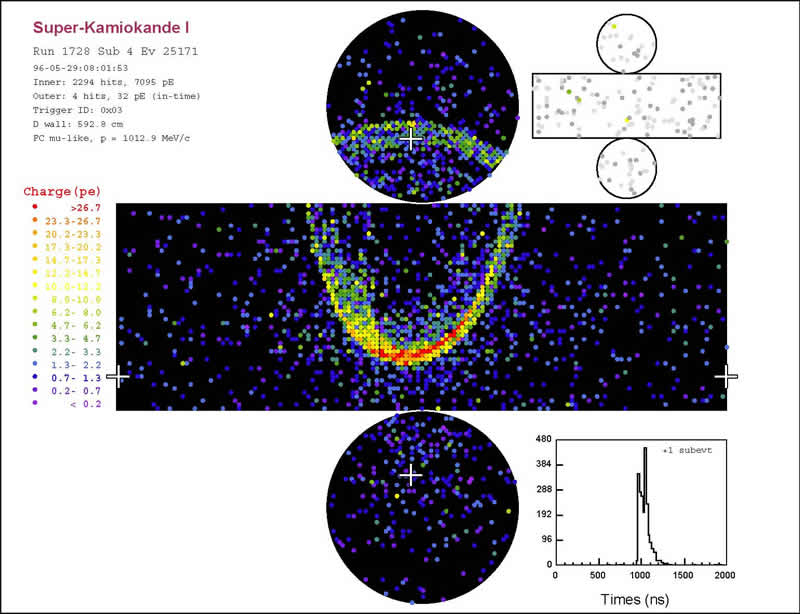 Super-Kamiokande I
Run 1728 Sub 4 Ev 25171
96-05-29:08:01:53
Inner: 2294 hits, 7095 pE
Outer: 4 hits, 32 pE (in-time)
Trigger ID: 0x03
D wall: 592.8 cm
PC mu-like, p = 1012.9 MeV/c
Charge(pe)
>26.7
23.3-26.7
20.2-23.3
17.3-20.2
14.7-17.3
12.2-14.7
10.0-12.2
8.0-10.0
6.2- 8.0
4.7- 6.2
3.3- 4.7
2.2- 3.3
1.3- 2.2
0.7- 1.3
0.2- 0.7
< 0.2
+1 subevt
480
384
288
192
96
0
0 500 1000 1500 2000
Times (ns)